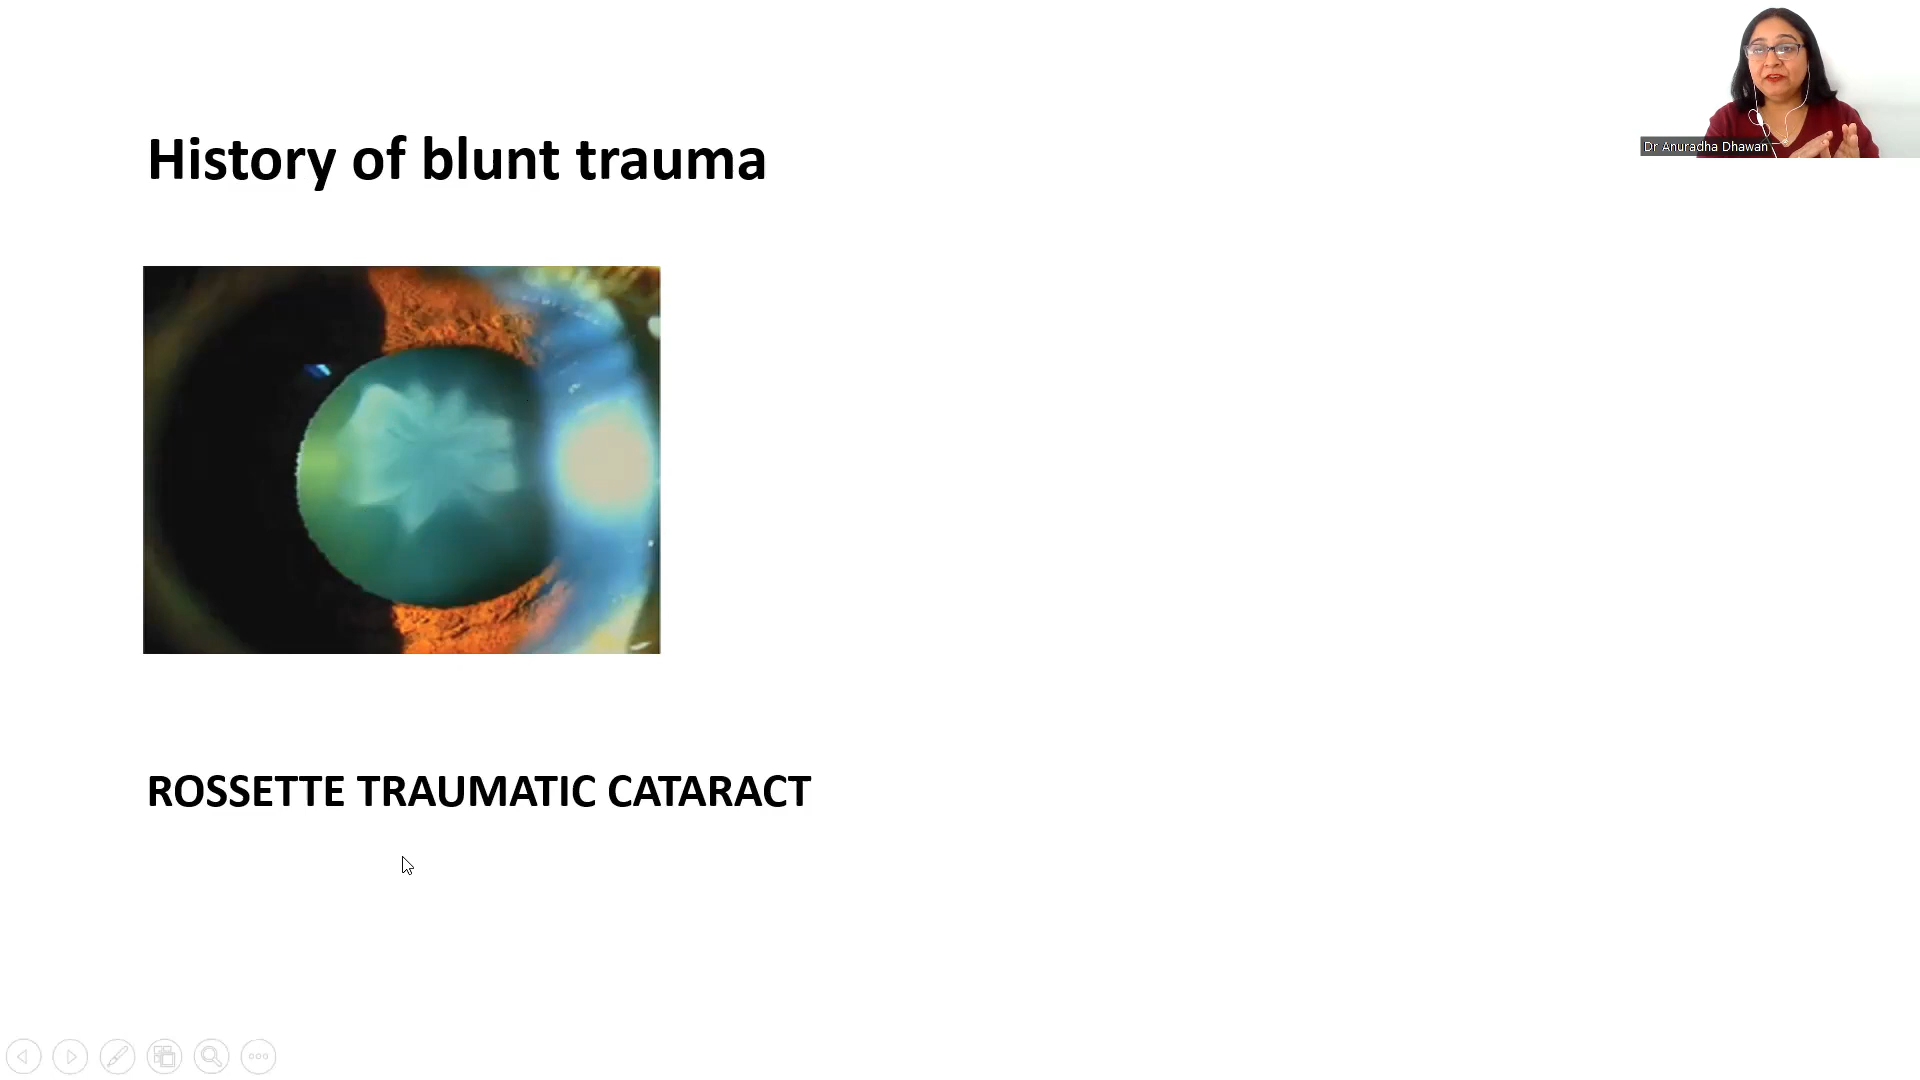 Dr Anuradha Dhawan
History of blunt trauma
ROSSETTE TRAUMATIC CATARACT